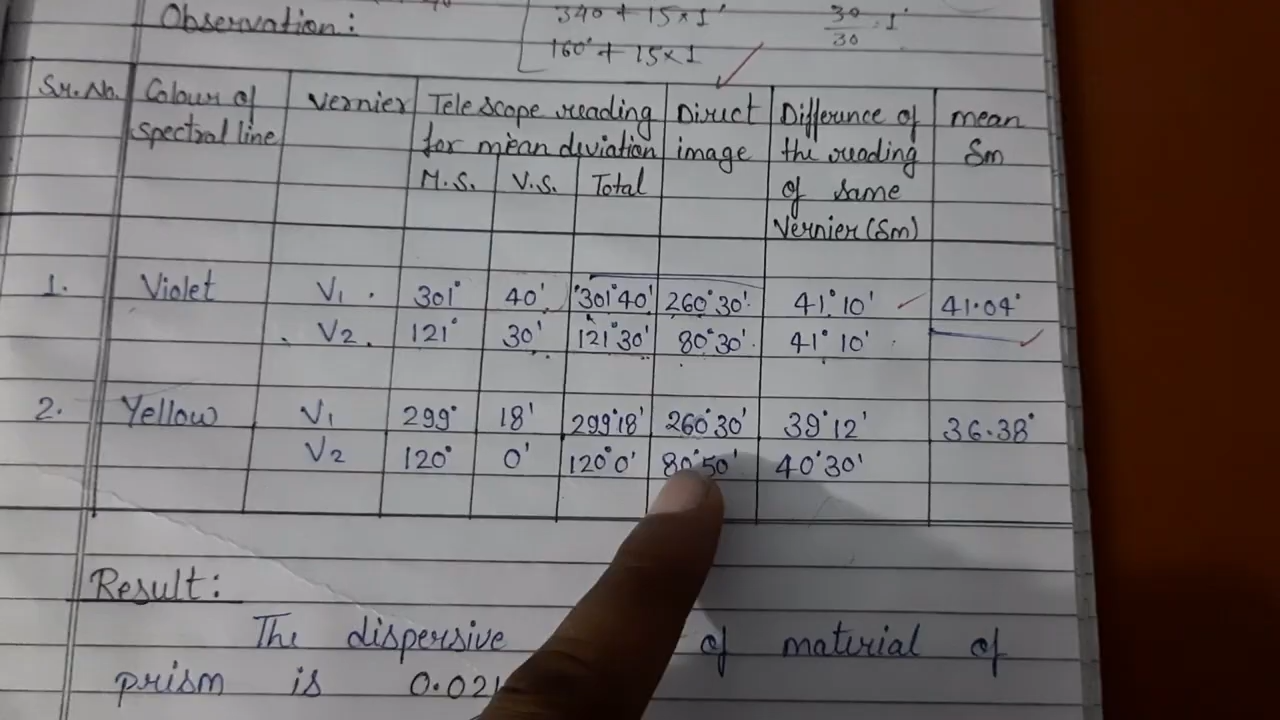 Observation:
340 + 15 x 1'
30/30 . 1'
160° + 15 x 1
Sr. No. Colour of spectral line Vernier Telescope reading for mean deviation Direct image Difference of the reading of same Vernier (Sm) mean Sm
M.S. V.S. Total
1. Violet V1 301° 40' 301°40' 260°30' 41°10' 41.04°
V2 121° 30' 121°30' 80°30' 41°10'
2. Yellow V1 299° 18' 299°18' 260°30' 39°12' 36.38°
V2 120° 0' 120°0' 80°50' 40°30'
Result:
The dispersive of material of
prism is 0.021